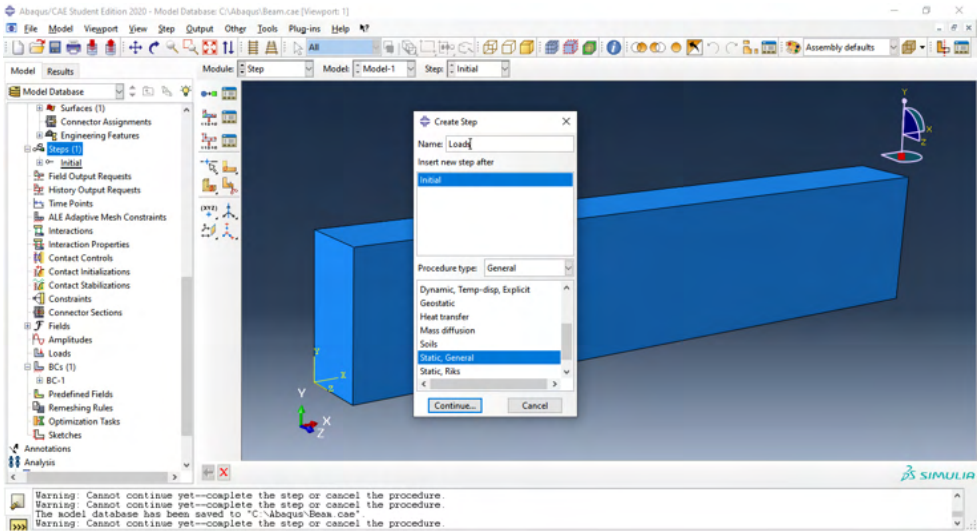 Abaqus/CAE Student Edition 2020 - Model Database: C:\Abaqus\Beam.cae [Viewport: 1]
File Model Viewport View Step Output Other Tools Plug-ins Help
All
Assembly defaults
Model Results
Module: Step Model: Model-1 Step: Initial
Model Database
Surfaces (1)
Connector Assignments
Engineering Features
Steps (1)
Initial
Field Output Requests
History Output Requests
Time Points
ALE Adaptive Mesh Constraints
Interactions
Interaction Properties
Contact Controls
Contact Initializations
Contact Stabilizations
Constraints
Connector Sections
Fields
Amplitudes
Loads
BCs (1)
BC-1
Predefined Fields
Remeshing Rules
Optimization Tasks
Sketches
Annotations
Analysis
(XYZ)
Create Step
Name: Loads
Insert new step after
Initial
Procedure type: General
Dynamic, Temp-disp, Explicit
Geostatic
Heat transfer
Mass diffusion
Soils
Static, General
Static, Riks
Continue... Cancel
Y
X
Z
Y
X
Z
Y
X
Z
SIMULIA
Warning: Cannot continue yet--complete the step or cancel the procedure.
Warning: Cannot continue yet--complete the step or cancel the procedure.
The model database has been saved to "C:\Abaqus\Beam.cae".
Warning: Cannot continue yet--complete the step or cancel the procedure.
>>>